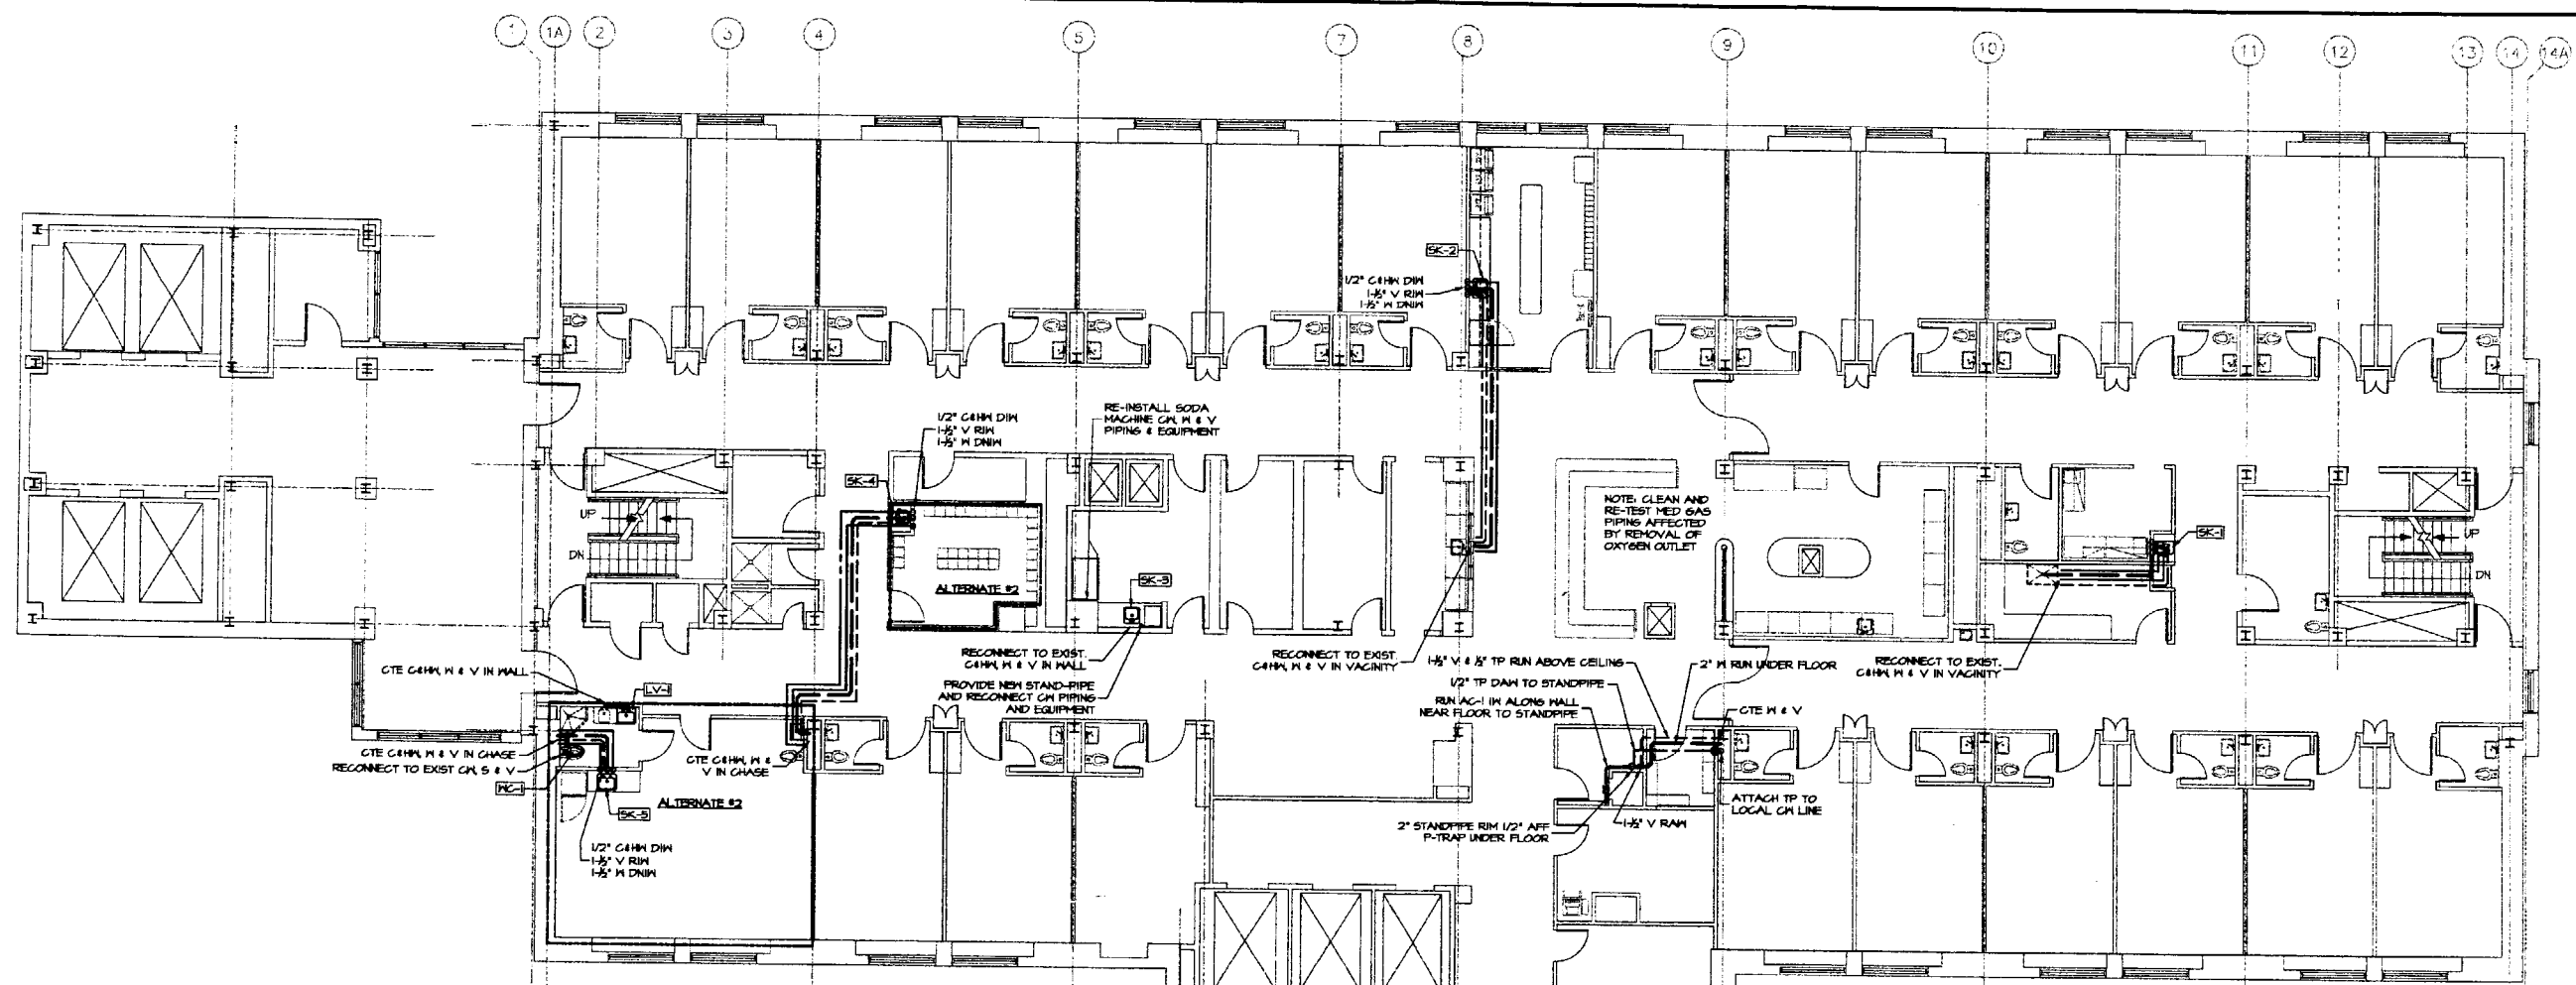 1
1A
2
3
4
5
7
8
9
10
11
12
13
14
14A
SK-2
1/2" C&HW DIW
1-½" V RIW
1-½" W DNIW
1/2" C&HW DIW
1-½" V RIW
1-½" W DNIW
RE-INSTALL SODA
MACHINE CW, W & V
PIPING & EQUIPMENT
SK-4
UP
DN
ALTERNATE #2
SK-3
NOTE: CLEAN AND
RE-TEST MED GAS
PIPING AFFECTED
BY REMOVAL OF
OXYGEN OUTLET
SK-1
UP
DN
RECONNECT TO EXIST.
C&HW, W & V IN WALL
PROVIDE NEW STAND-PIPE
AND RECONNECT CW PIPING
AND EQUIPMENT
RECONNECT TO EXIST.
C&HW, W & V IN VACINITY
1-½" V & ½" TP RUN ABOVE CEILING
1/2" TP DAW TO STANDPIPE
RUN AC-1 IW ALONG WALL
NEAR FLOOR TO STANDPIPE
2" W RUN UNDER FLOOR
RECONNECT TO EXIST.
C&HW, W & V IN VACINITY
CTE W & V
CTE C&HW, W & V IN WALL
LV-1
CTE C&HW, W & V IN CHASE
RECONNECT TO EXIST CW, S & V
WC-1
CTE C&HW, W &
V IN CHASE
ALTERNATE #2
SK-5
1/2" C&HW DIW
1-½" V RIW
1-½" W DNIW
2" STANDPIPE RIM 1/2" AFF
P-TRAP UNDER FLOOR
1-½" V RAW
ATTACH TP TO
LOCAL CW LINE